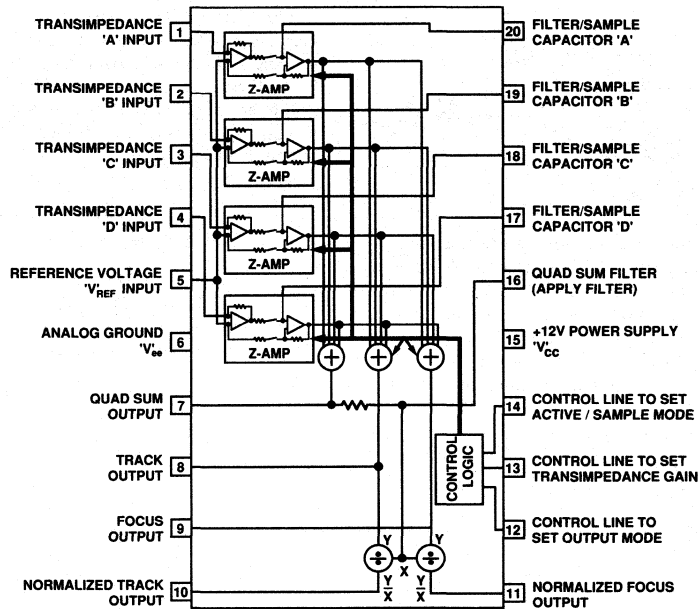 TRANSIMPEDANCE
'A' INPUT
1
TRANSIMPEDANCE
'B' INPUT
2
TRANSIMPEDANCE
'C' INPUT
3
TRANSIMPEDANCE
'D' INPUT
4
REFERENCE VOLTAGE
'V'REF INPUT
5
ANALOG GROUND
'V'ee
6
QUAD SUM
OUTPUT
7
TRACK
OUTPUT
8
FOCUS
OUTPUT
9
NORMALIZED TRACK
OUTPUT
10
Z-AMP
Z-AMP
Z-AMP
Z-AMP
+
+
+
CONTROL
LOGIC
÷
Y
X
÷
Y
Y
X
Y
X
20
FILTER/SAMPLE
CAPACITOR 'A'
19
FILTER/SAMPLE
CAPACITOR 'B'
18
FILTER/SAMPLE
CAPACITOR 'C'
17
FILTER/SAMPLE
CAPACITOR 'D'
16
QUAD SUM FILTER
(APPLY FILTER)
15
+12V POWER SUPPLY
'V'CC
14
CONTROL LINE TO SET
ACTIVE / SAMPLE MODE
13
CONTROL LINE TO SET
TRANSIMPEDANCE GAIN
12
CONTROL LINE TO
SET OUTPUT MODE
11
NORMALIZED FOCUS
OUTPUT